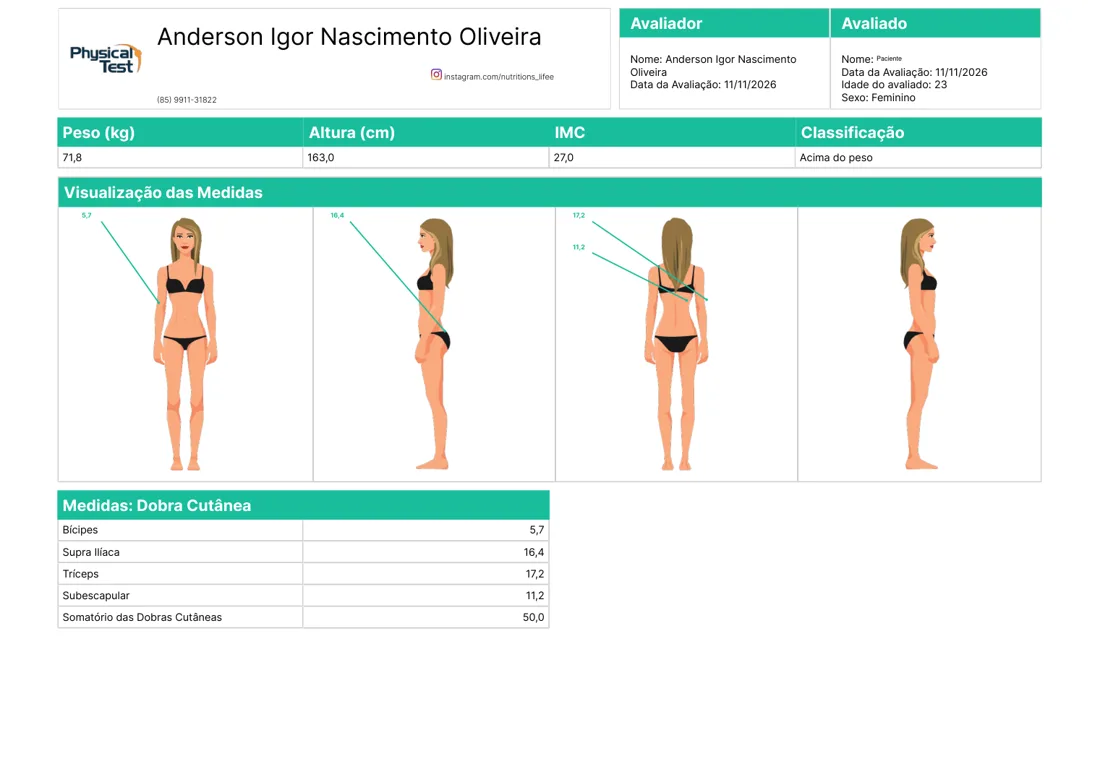 Physical
Test
Anderson Igor Nascimento Oliveira
instagram.com/nutritions_lifee
(85) 9911-31822
Avaliador
Nome: Anderson Igor Nascimento
Oliveira
Data da Avaliação: 11/11/2026
Avaliado
Nome: Paciente
Data da Avaliação: 11/11/2026
Idade do avaliado: 23
Sexo: Feminino
Peso (kg) Altura (cm) IMC Classificação
71,8 163,0 27,0 Acima do peso
Visualização das Medidas
5,7 16,4 17,2
11,2
Medidas: Dobra Cutânea
Bícipes 5,7
Supra Ilíaca 16,4
Tríceps 17,2
Subescapular 11,2
Somatório das Dobras Cutâneas 50,0